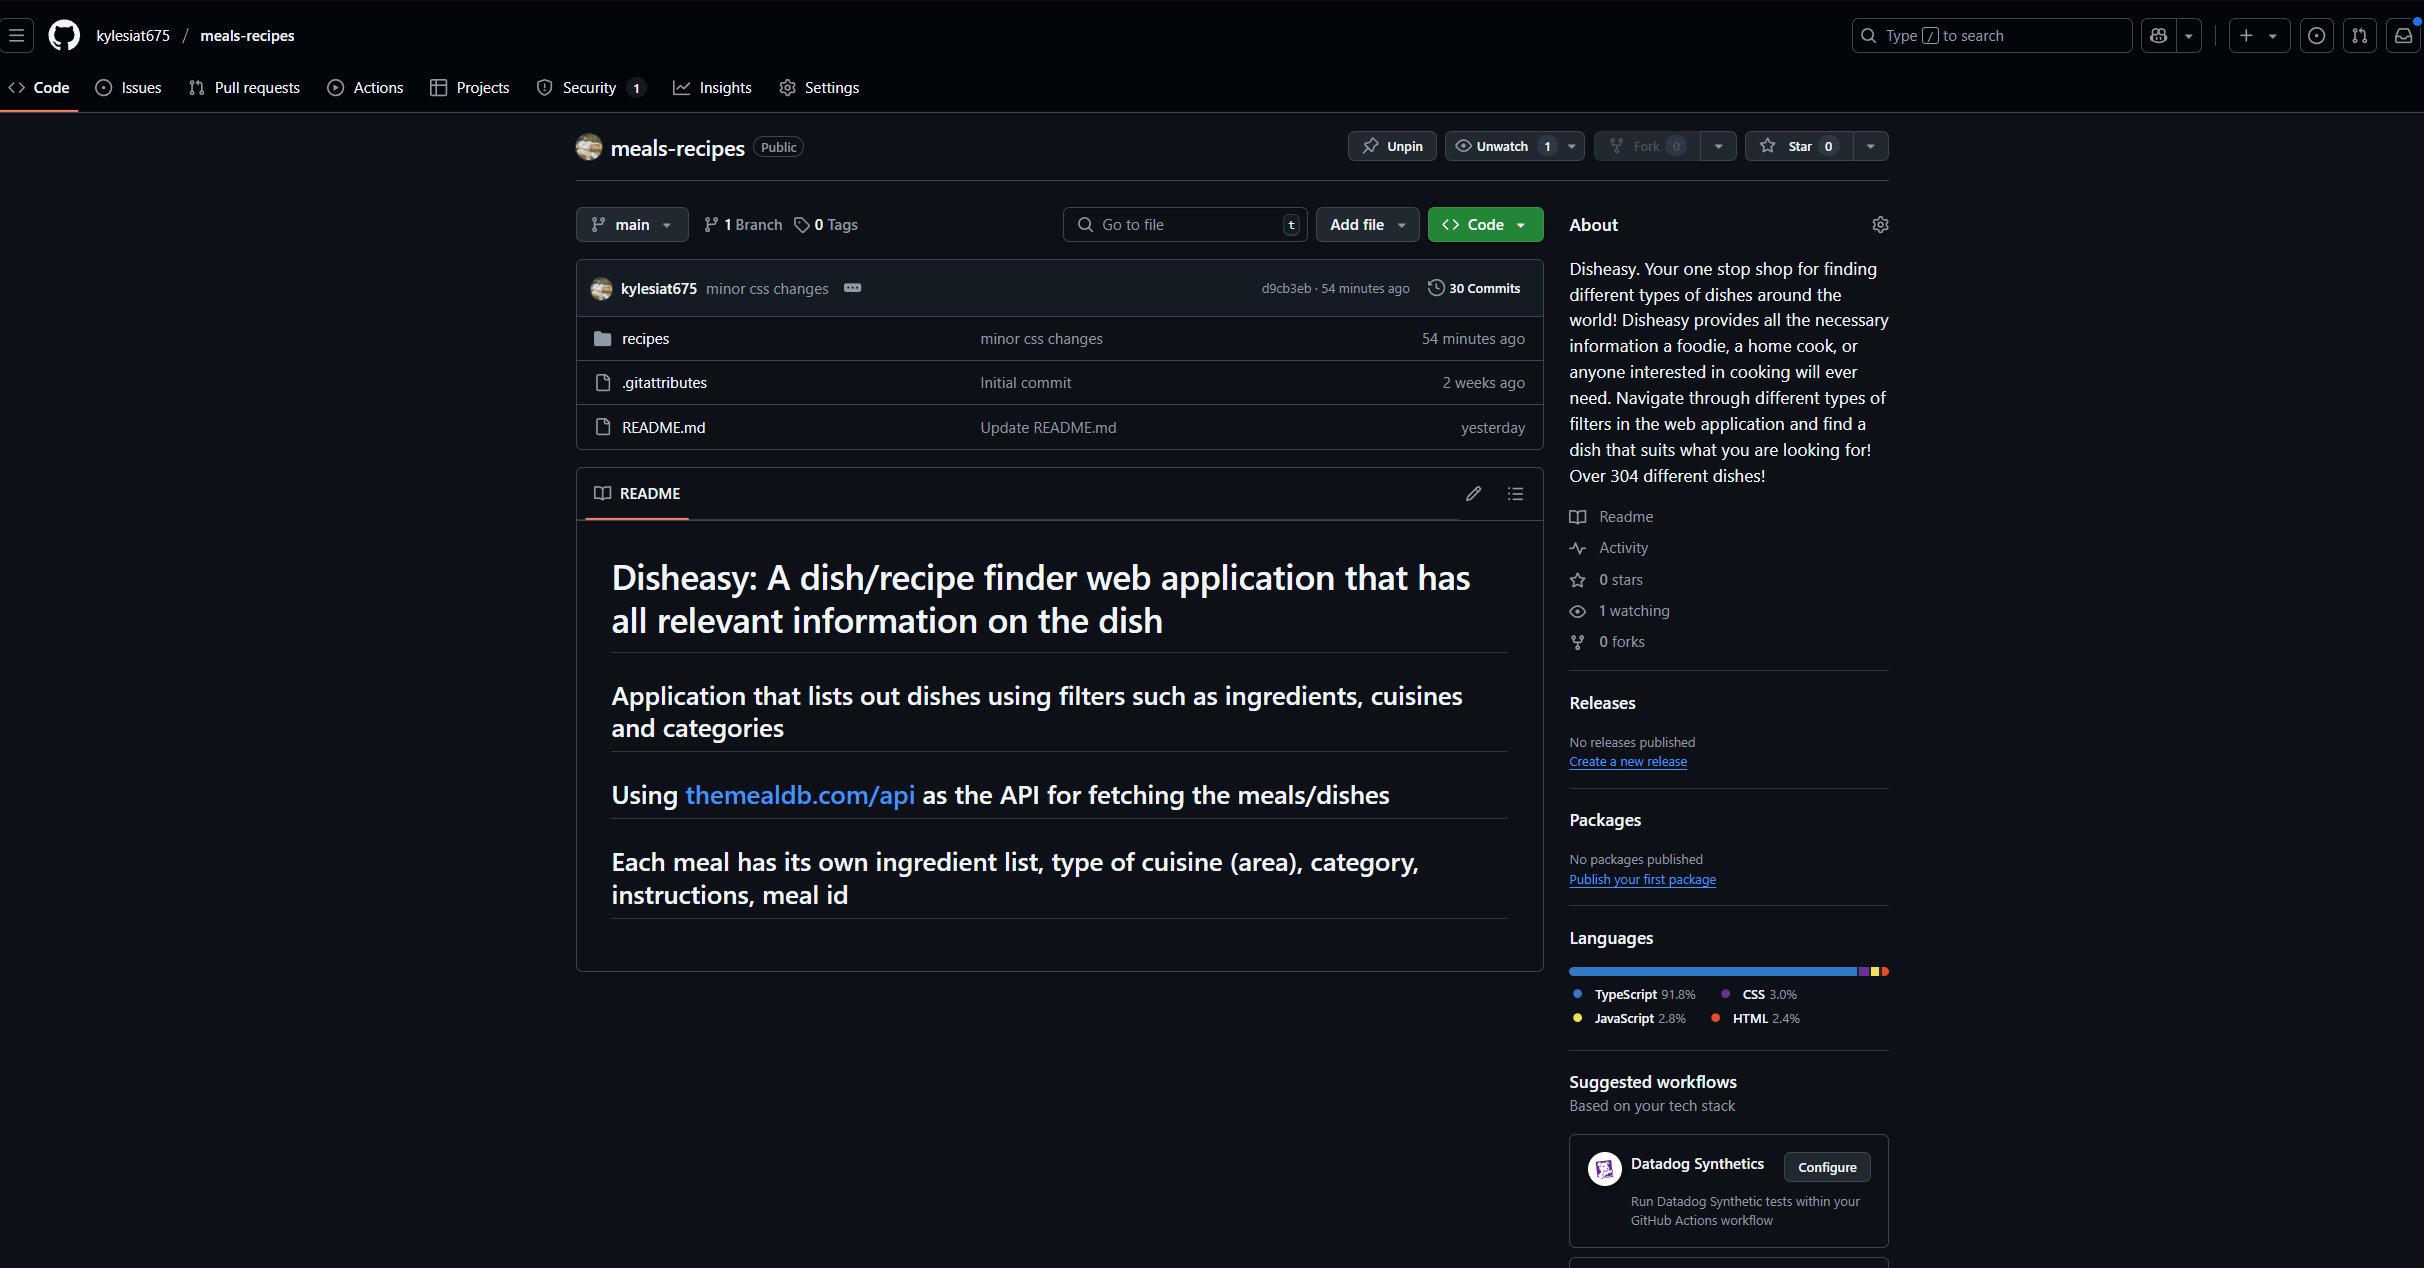 kylesiat675 / meals-recipes
Type / to search
Code Issues Pull requests Actions Projects Security 1 Insights Settings
meals-recipes Public
Unpin Unwatch 1 Fork 0 Star 0
main 1 Branch 0 Tags
Go to file t Add file Code
kylesiat675 minor css changes d9cb3eb · 54 minutes ago 30 Commits
recipes minor css changes 54 minutes ago
.gitattributes Initial commit 2 weeks ago
README.md Update README.md yesterday
README
Disheasy: A dish/recipe finder web application that has
all relevant information on the dish
Application that lists out dishes using filters such as ingredients, cuisines
and categories
Using themealdb.com/api as the API for fetching the meals/dishes
Each meal has its own ingredient list, type of cuisine (area), category,
instructions, meal id
About
Disheasy. Your one stop shop for finding
different types of dishes around the
world! Disheasy provides all the necessary
information a foodie, a home cook, or
anyone interested in cooking will ever
need. Navigate through different types of
filters in the web application and find a
dish that suits what you are looking for!
Over 304 different dishes!
Readme
Activity
0 stars
1 watching
0 forks
Releases
No releases published
Create a new release
Packages
No packages published
Publish your first package
Languages
TypeScript 91.8% CSS 3.0%
JavaScript 2.8% HTML 2.4%
Suggested workflows
Based on your tech stack
Datadog Synthetics Configure
Run Datadog Synthetic tests within your
GitHub Actions workflow